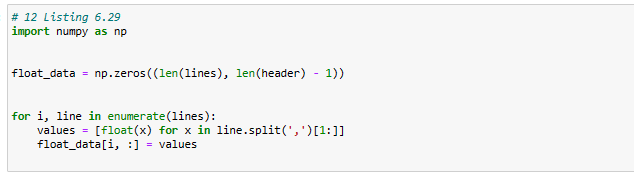 # 12 Listing 6.29
import numpy as np
float_data = np.zeros((len(lines), len(header) - 1))
for i, line in enumerate(lines):
    values = [float(x) for x in line.split(',')[1:]]
    float_data[i, :] = values